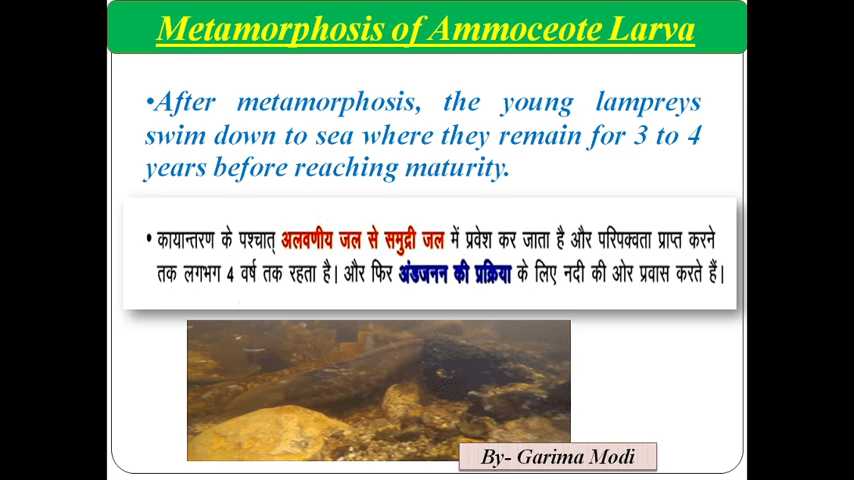 Metamorphosis of Ammoceote Larva
•After metamorphosis, the young lampreys
swim down to sea where they remain for 3 to 4
years before reaching maturity.
• कायान्तरण के पश्चात् अलवणीय जल से समुद्री जल में प्रवेश कर जाता है और परिपक्वता प्राप्त करने
तक लगभग 4 वर्ष तक रहता है। और फिर अंडजनन की प्रक्रिया के लिए नदी की ओर प्रवास करते हैं।
By- Garima Modi